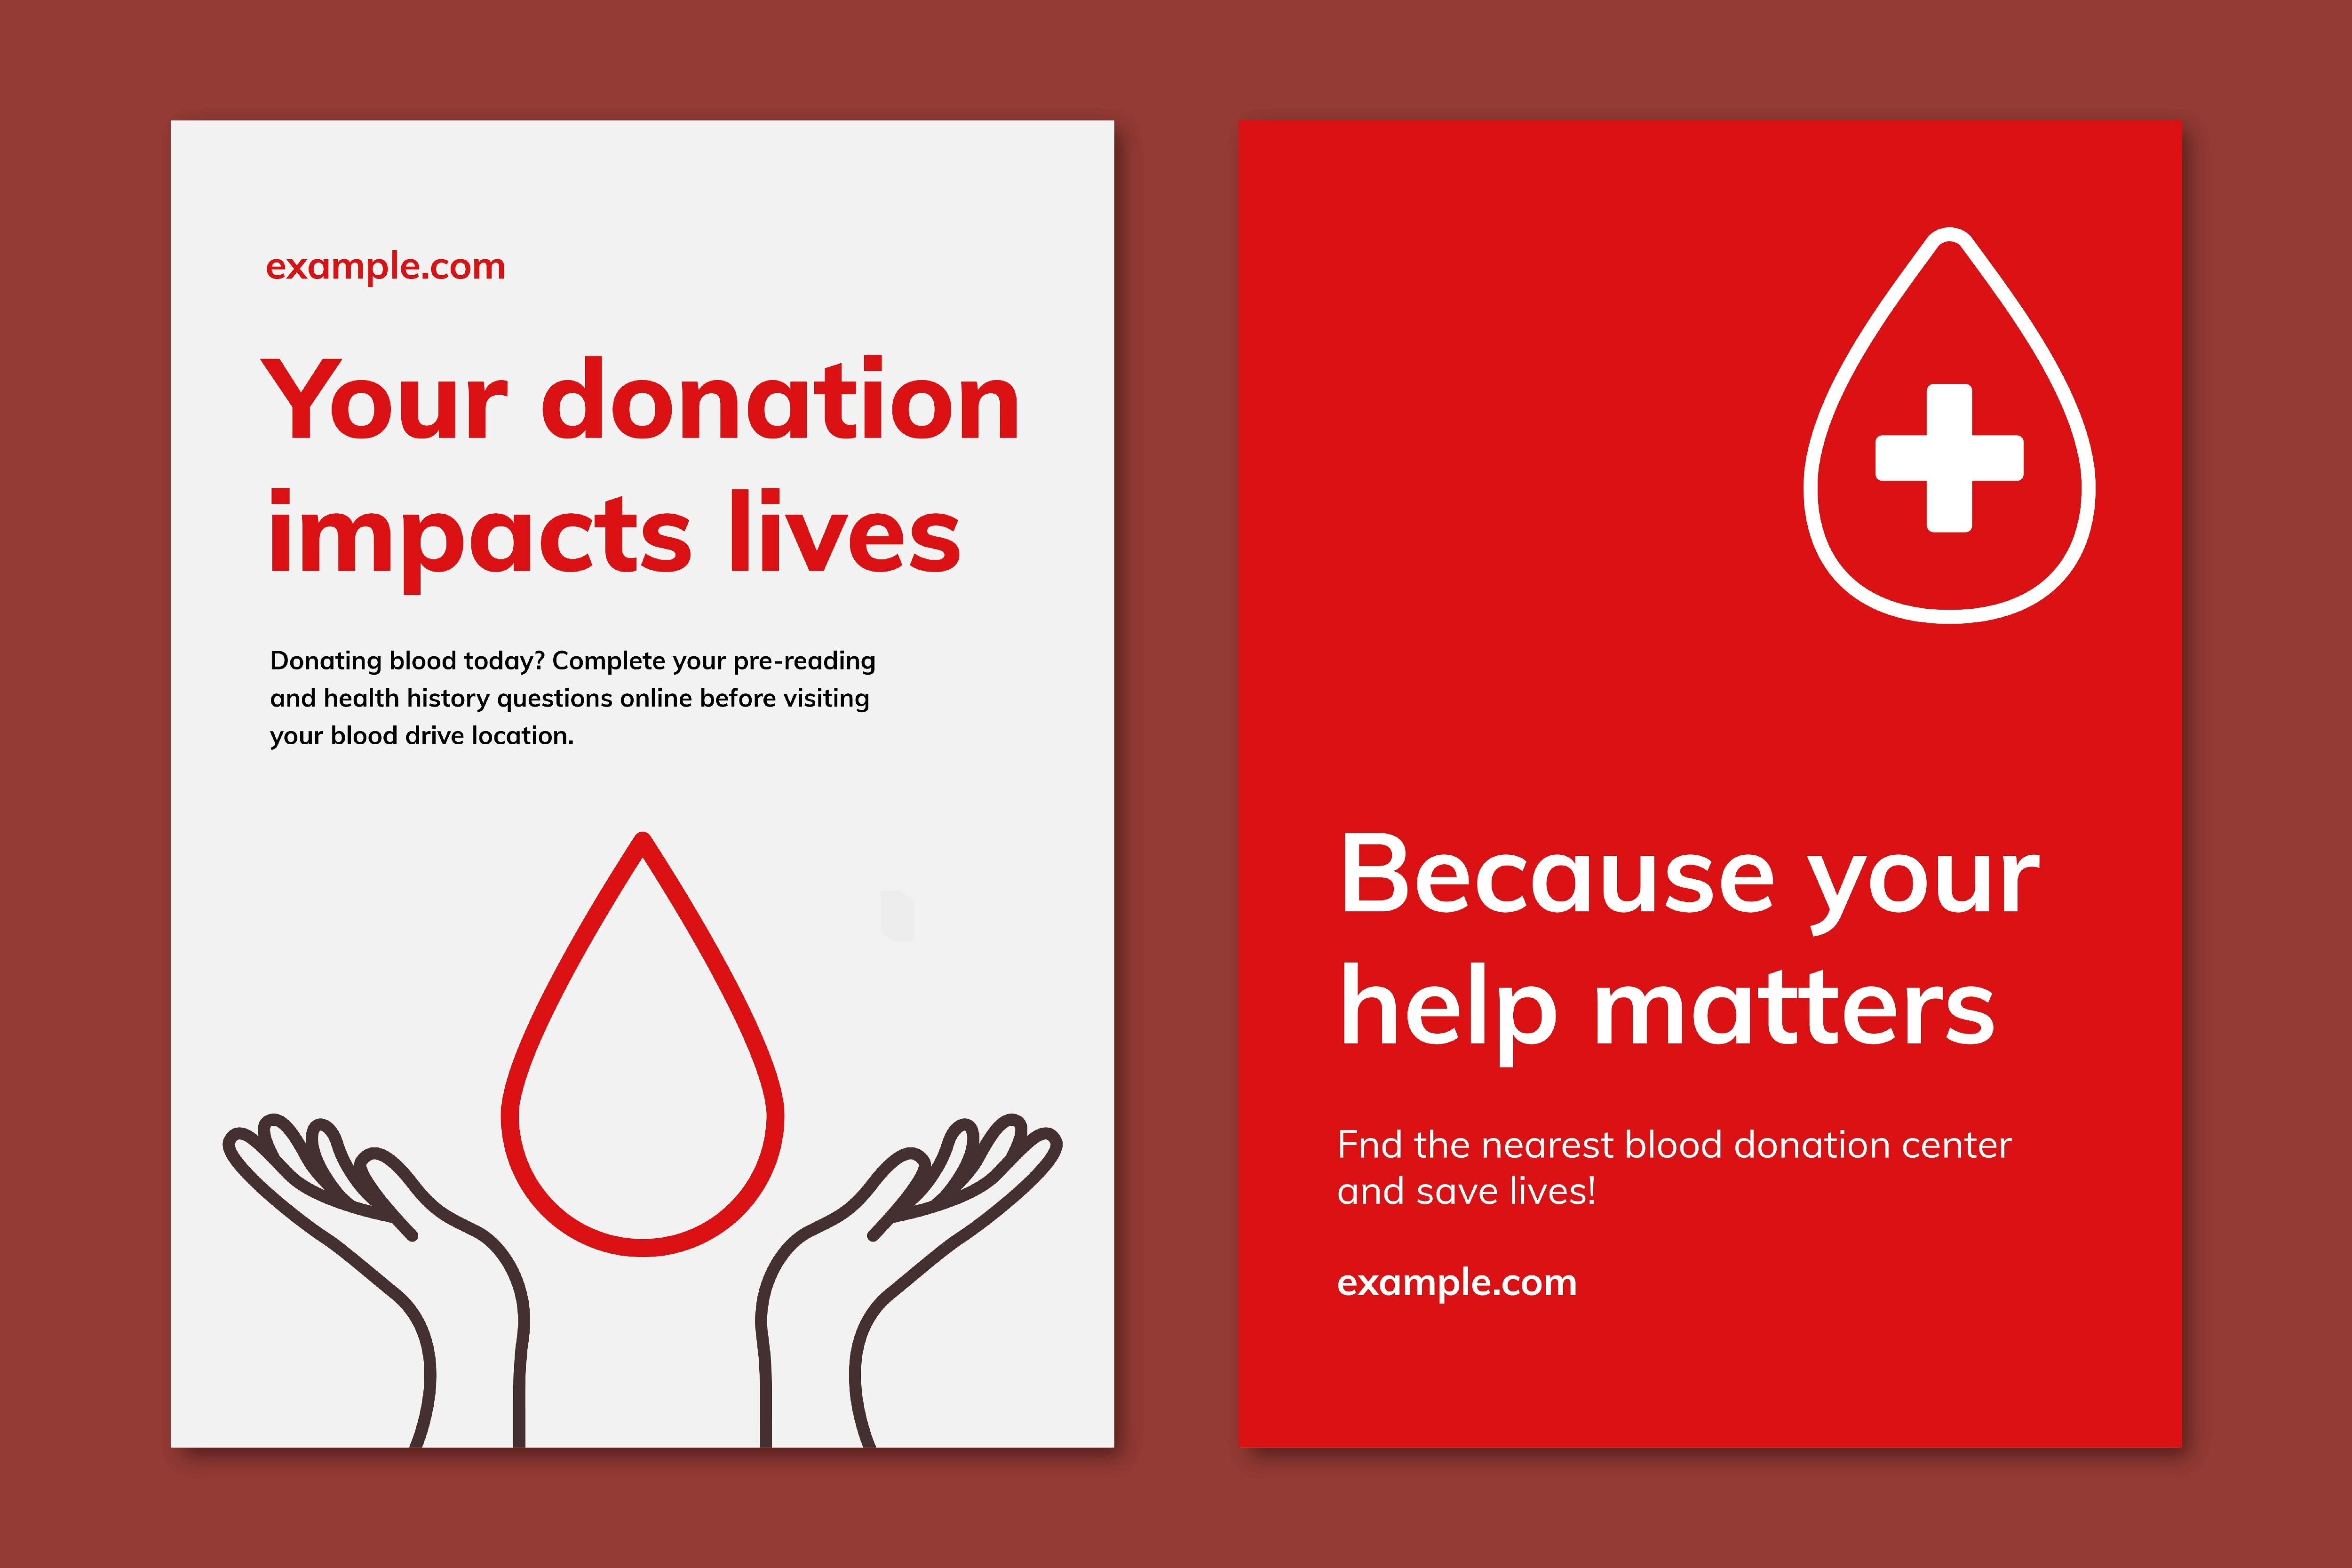 example.com
Your donation
impacts lives
Donating blood today? Complete your pre-reading
and health history questions online before visiting
your blood drive location.
Because your
help matters
Fnd the nearest blood donation center
and save lives!
example.com